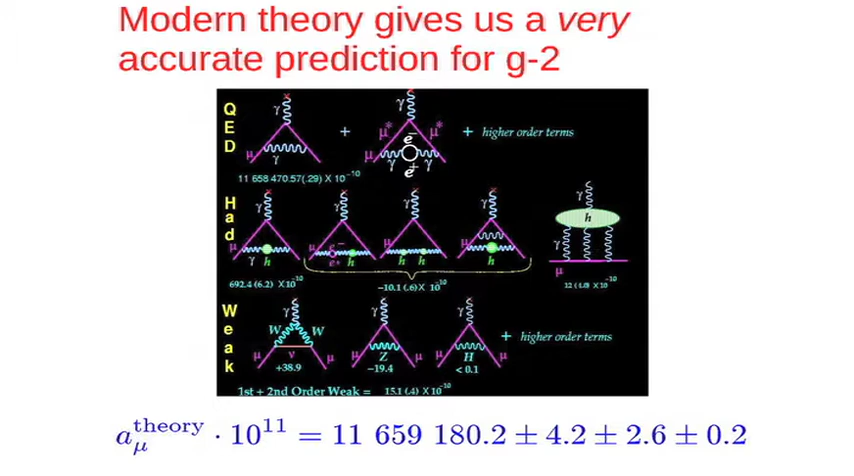 Modern theory gives us a very
accurate prediction for g-2
Q E D
γ
μ
γ
+
γ
μ* μ*
e−
μ
γ γ
e+
+ higher order terms
11 658 470.57(.29) X 10⁻¹⁰
H a d
γ
μ
γ h
γ
μ e−
e+ h
γ
μ
h h
γ
μ
h
γ
h
γ
μ
692.4 (6.2) X10⁻¹⁰
−10.1 (.6) X 10⁻¹⁰
W e a k
γ
W W
μ ν μ
+38.9
γ
μ Z μ
−19.4
γ
μ H μ
< 0.1
+ higher order terms
1st + 2nd Order Weak = 15.1 (.4) X 10⁻¹⁰
a_μ^theory · 10¹¹ = 11 659 180.2 ± 4.2 ± 2.6 ± 0.2